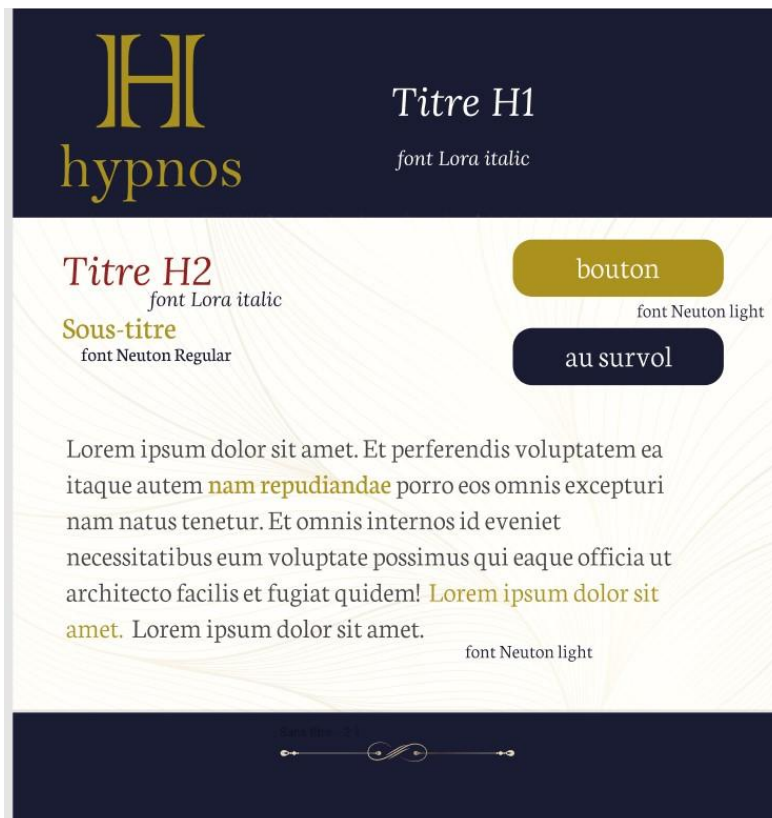 H
hypnos
Titre H1
font Lora italic
Titre H2
font Lora italic
Sous-titre
font Neuton Regular
bouton
font Neuton light
au survol
Lorem ipsum dolor sit amet. Et perferendis voluptatem ea
itaque autem nam repudiandae porro eos omnis excepturi
nam natus tenetur. Et omnis internos id eveniet
necessitatibus eum voluptate possimus qui eaque officia ut
architecto facilis et fugiat quidem! Lorem ipsum dolor sit
amet. Lorem ipsum dolor sit amet.
font Neuton light